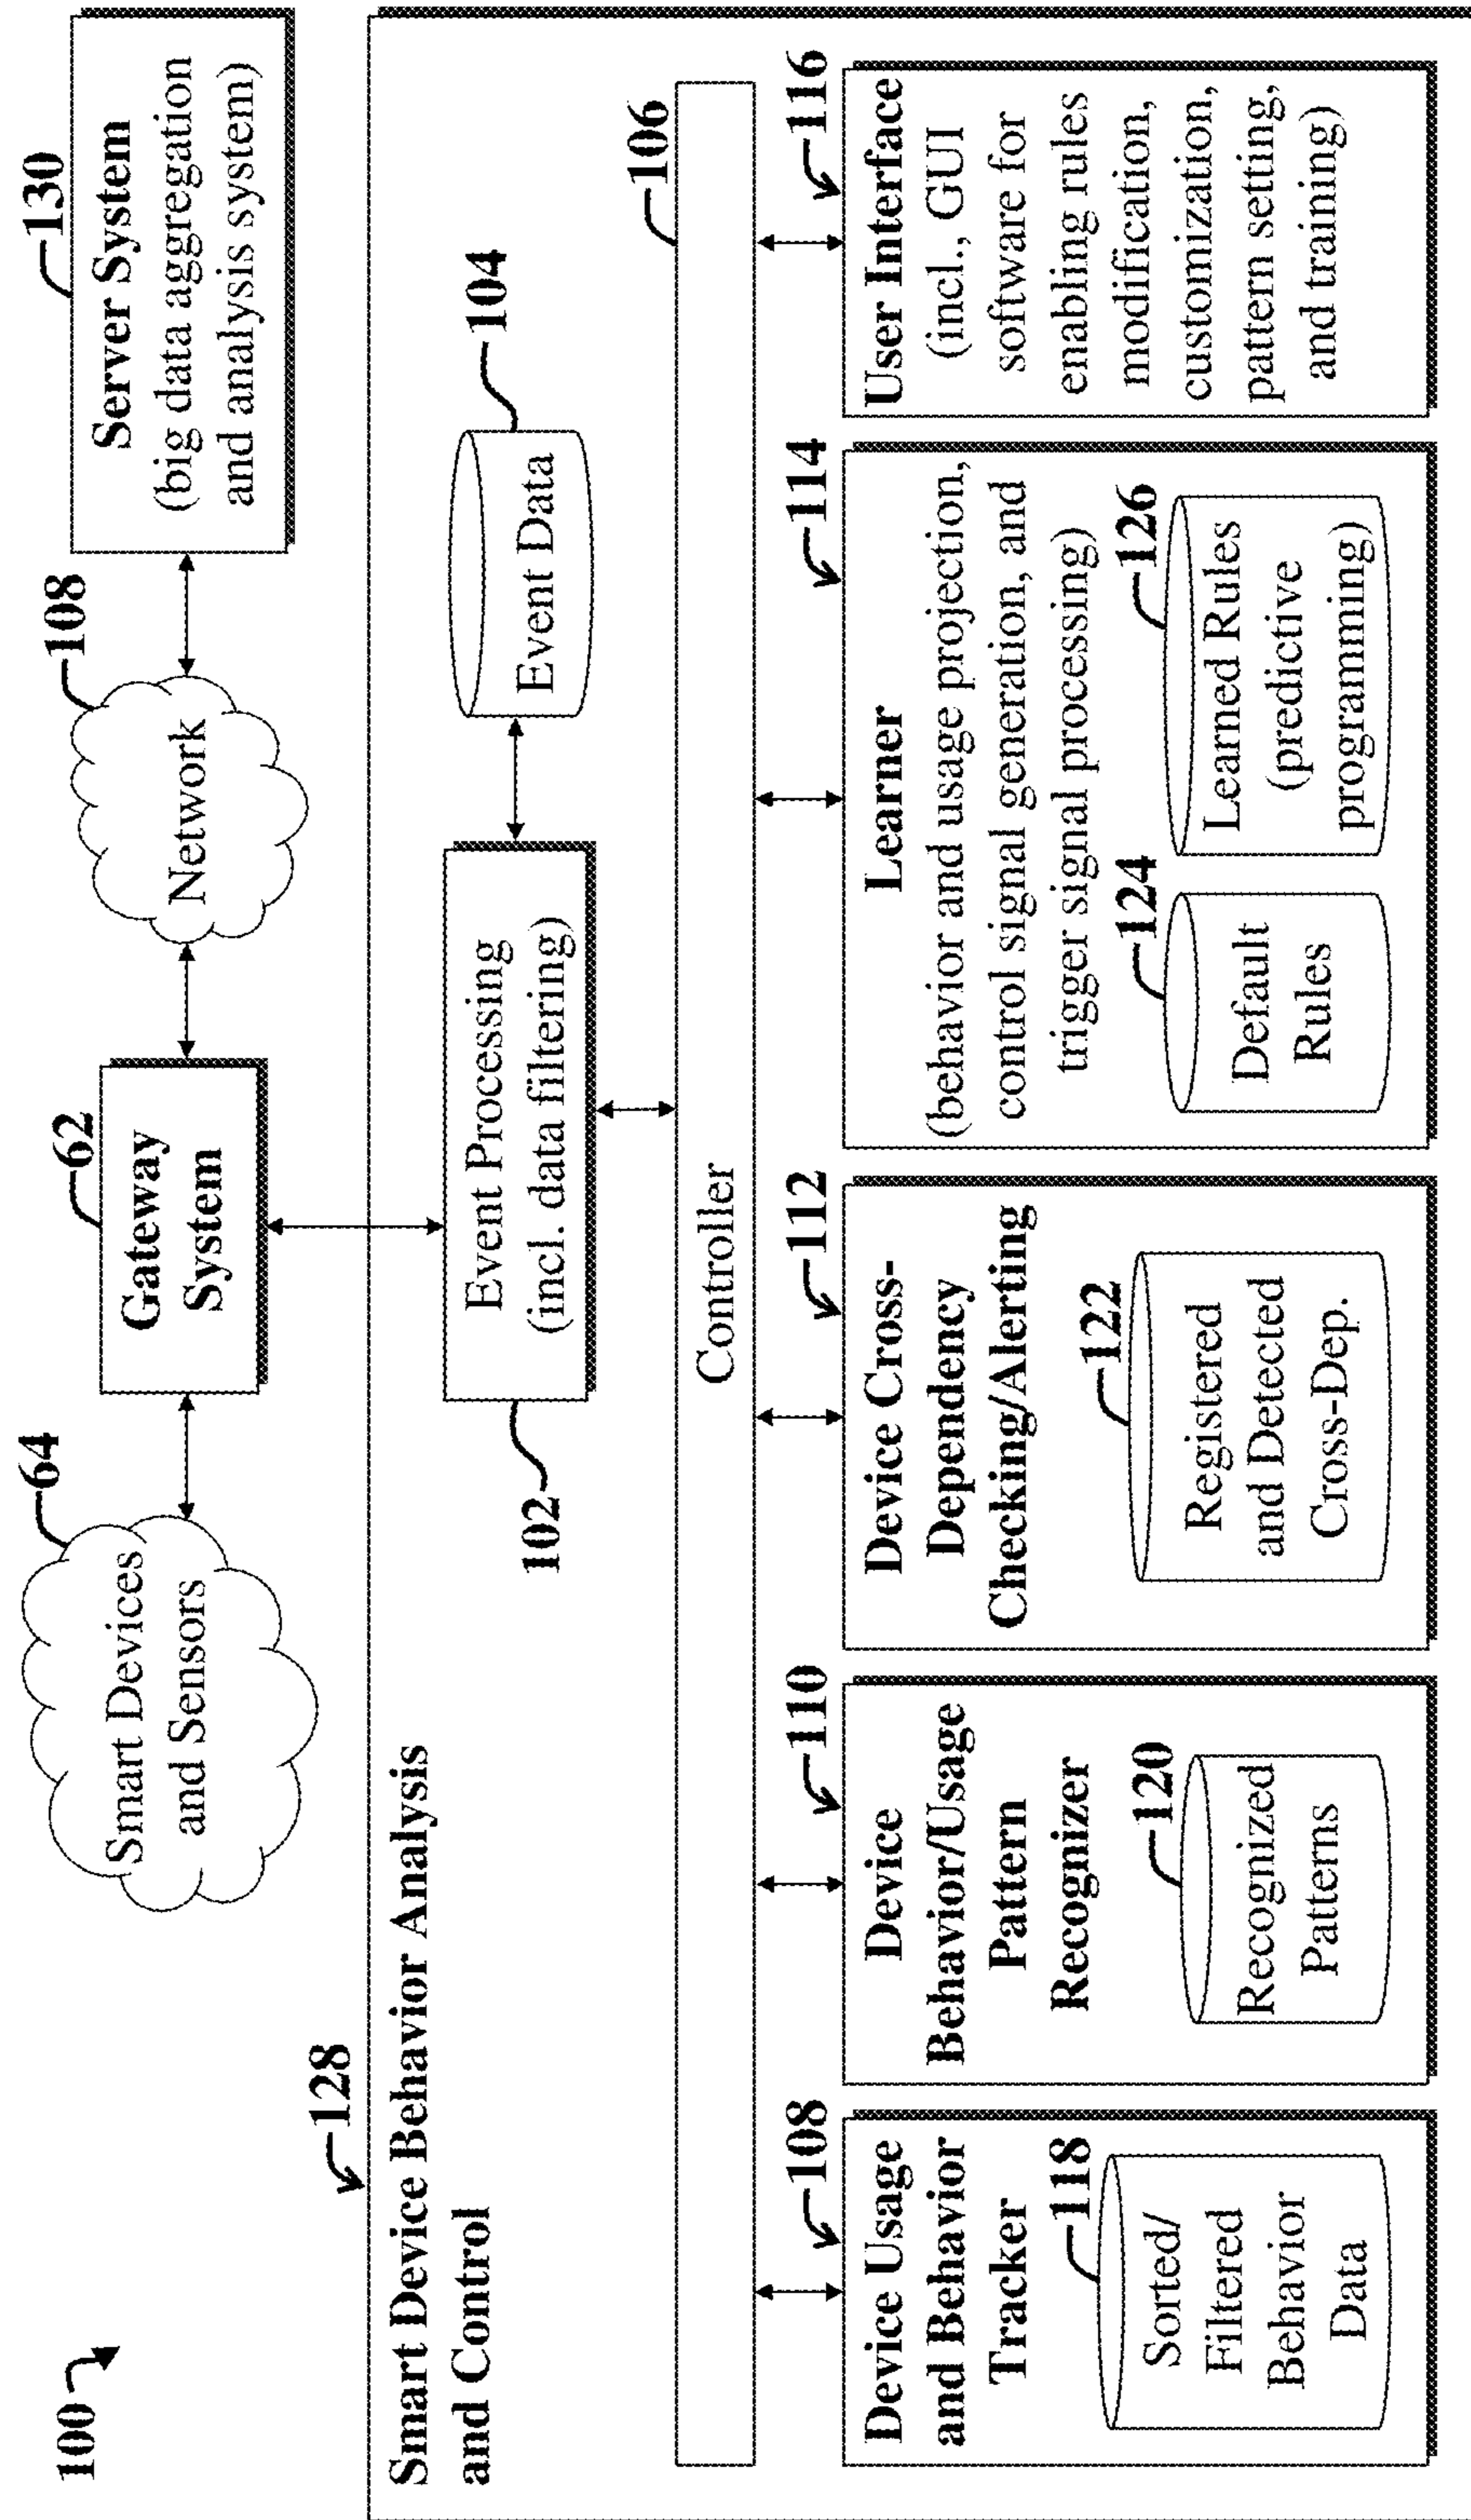 100
64
Smart Devices
and Sensors
62
Gateway
System
108
Network
130
Server System
(big data aggregation
and analysis system)
128
Smart Device Behavior Analysis
and Control
102
Event Processing
(incl. data filtering)
104
Event Data
106
Controller
108
Device Usage
and Behavior
Tracker
118
Sorted/
Filtered
Behavior
Data
110
Device
Behavior/Usage
Pattern
Recognizer
120
Recognized
Patterns
112
Device Cross-
Dependency
Checking/Alerting
122
Registered
and Detected
Cross-Dep.
114
Learner
(behavior and usage projection,
control signal generation, and
trigger signal processing)
124
Default
Rules
126
Learned Rules
(predictive
programming)
116
User Interface
(incl., GUI
software for
enabling rules
modification,
customization,
pattern setting,
and training)